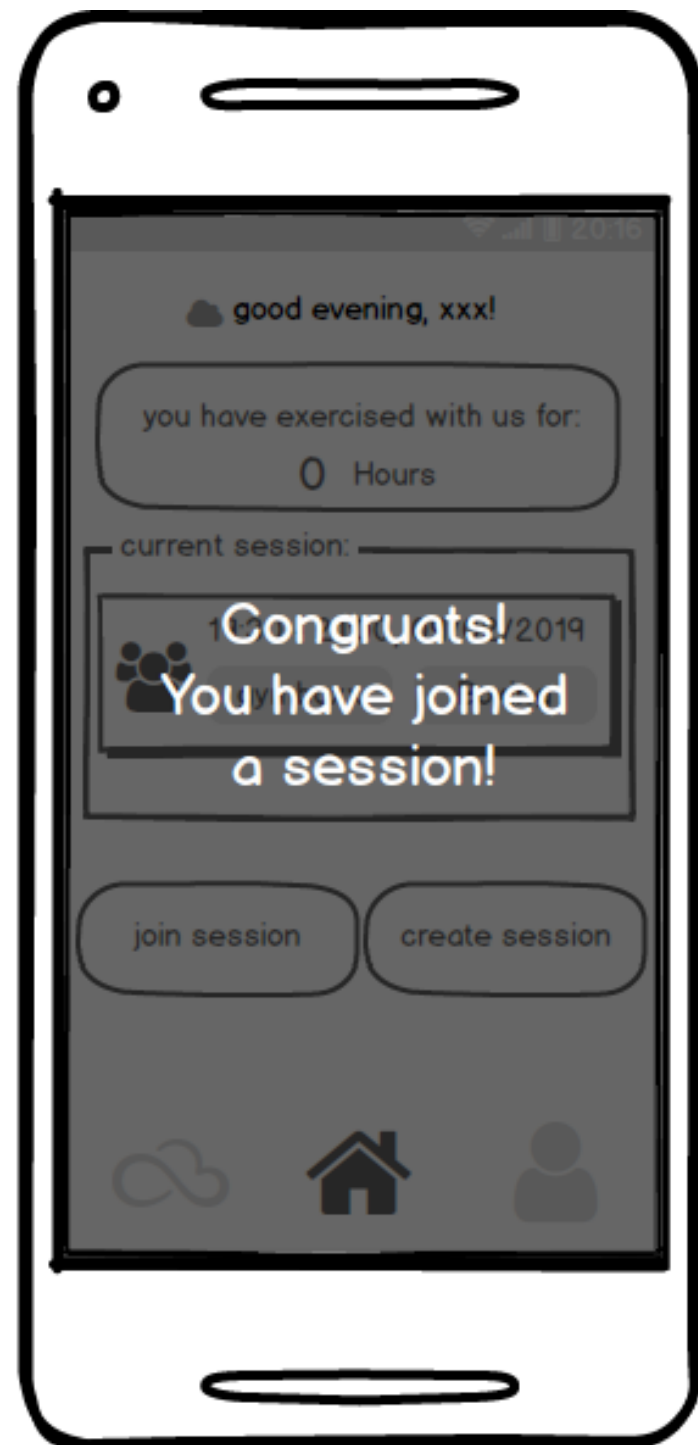 20:16
good evening, xxx!
you have exercised with us for:
0 Hours
current session:
/2019
Congruats!
You have joined
a session!
join session
create session